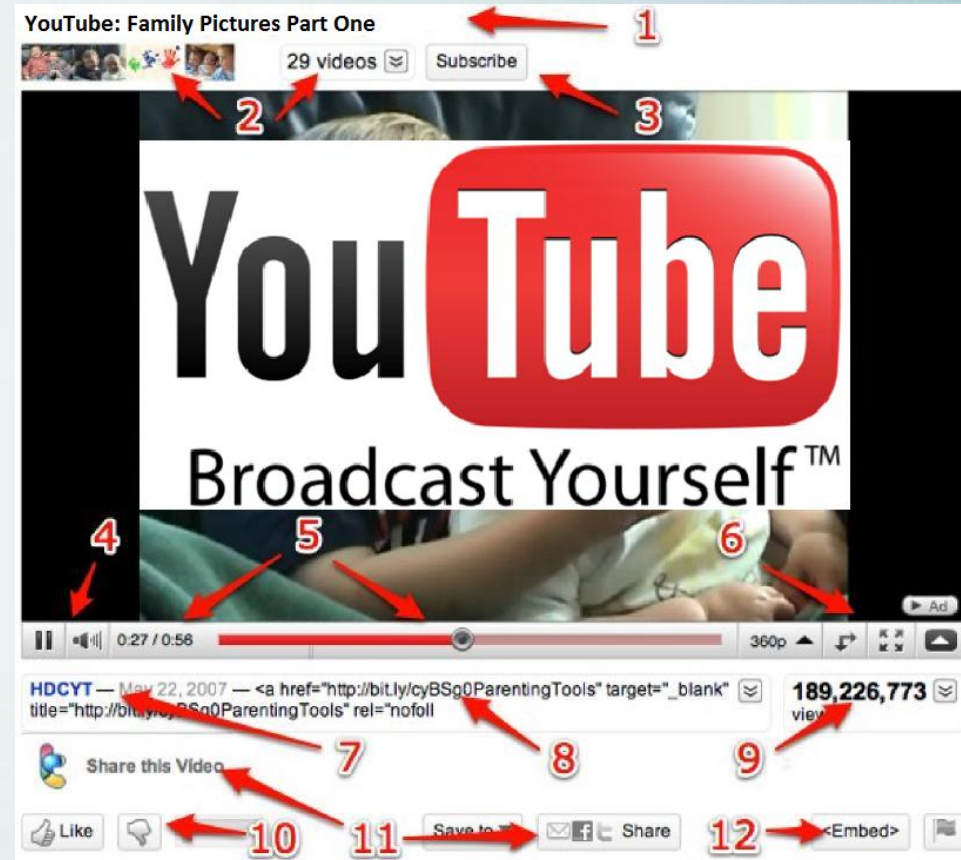 YouTube: Family Pictures Part One
1
29 videos
Subscribe
2
3
You Tube
Broadcast Yourself™
4
5
6
Ad
0:27 / 0:56
360p
HDCYT — May 22, 2007 — <a href="http://bit.ly/cyBSg0ParentingTools" target="_blank"
title="http://bit.ly/cyBSg0ParentingTools" rel="nofoll
189,226,773
7
8
9
Share this Video
Like
10
11
Save to
Share
12
<Embed>